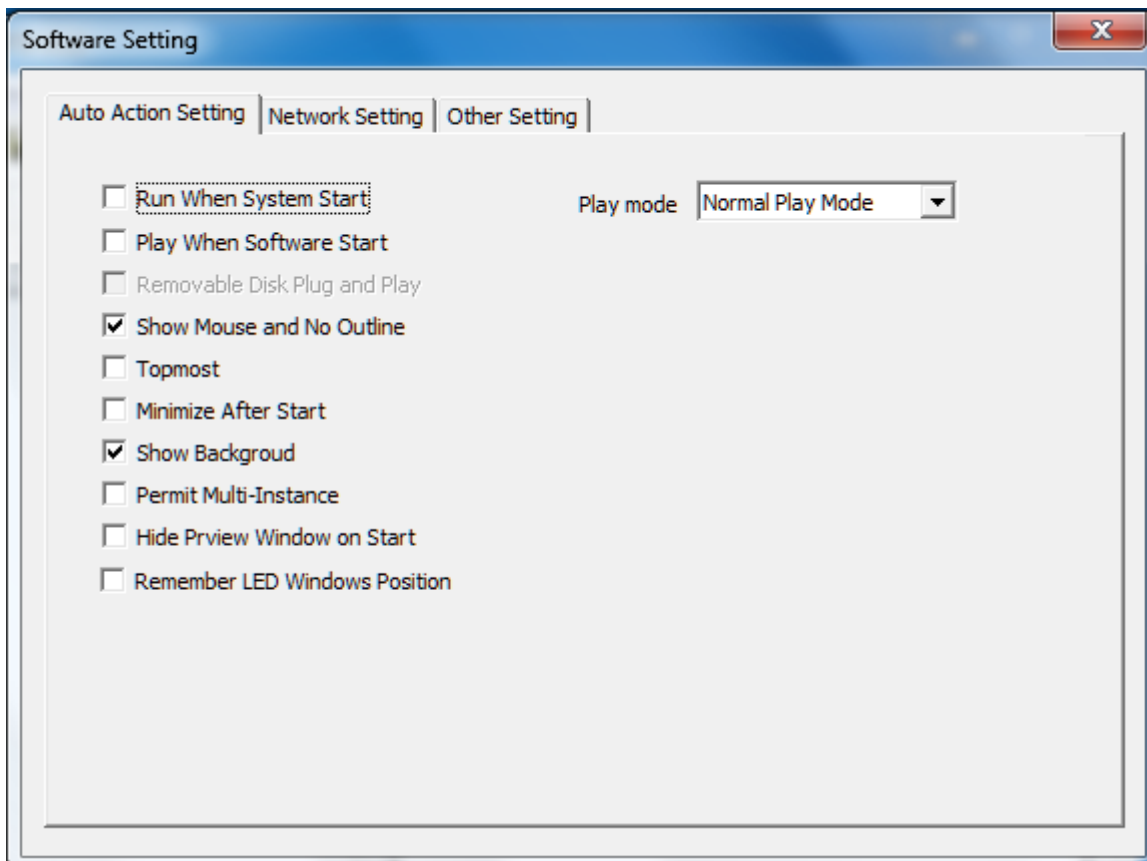 Software Setting
Auto Action Setting
Network Setting
Other Setting
Run When System Start
Play mode
Normal Play Mode
Play When Software Start
Removable Disk Plug and Play
Show Mouse and No Outline
Topmost
Minimize After Start
Show Backgroud
Permit Multi-Instance
Hide Prview Window on Start
Remember LED Windows Position